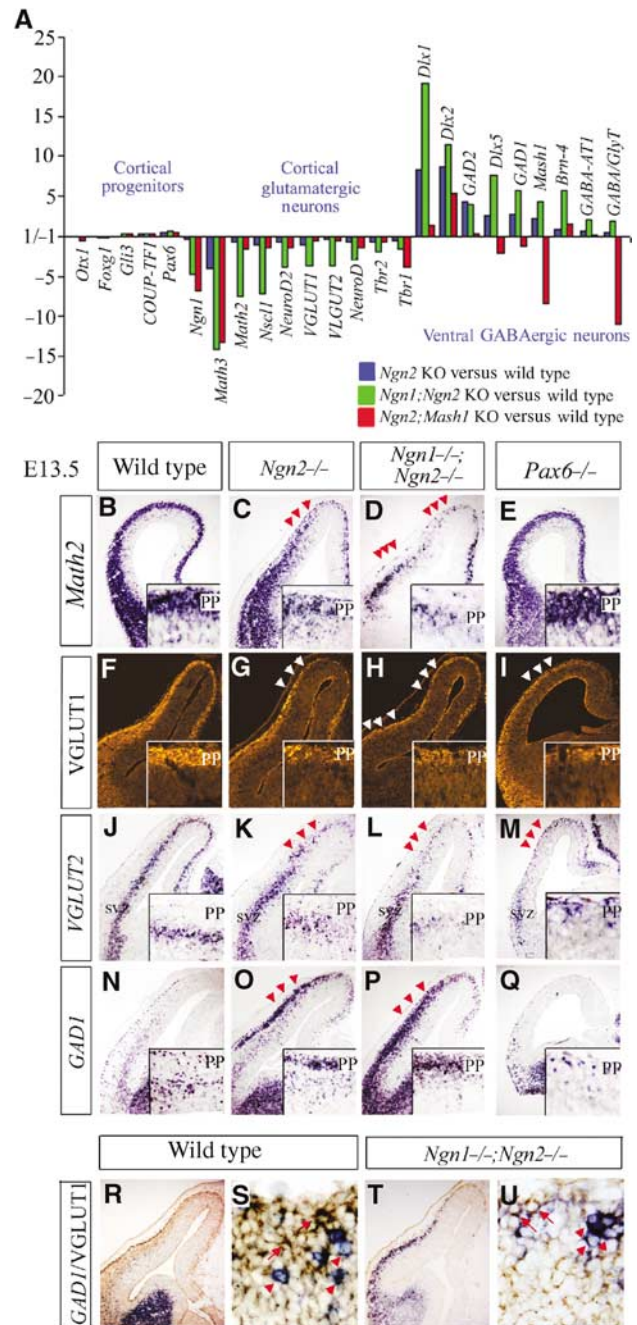 A
25
20
15
10
5
1/−1
−5
−10
−15
−20
Cortical
progenitors
Cortical
glutamatergic
neurons
Ventral GABAergic neurons
Otx1
Foxg1
Gli3
COUP-TF1
Pax6
Ngn1
Math3
Math2
Nscl1
NeuroD2
VGLUT1
VLGUT2
NeuroD
Tbr2
Tbr1
Dlx1
Dlx2
GAD2
Dlx5
GAD1
Mash1
Brn-4
GABA-AT1
GABA/GlyT
Ngn2 KO versus wild type
Ngn1;Ngn2 KO versus wild type
Ngn2;Mash1 KO versus wild type
E13.5
Wild type
Ngn2−/−
Ngn1−/−;
Ngn2−/−
Pax6−/−
Math2
B PP
C PP
D PP
E PP
VGLUT1
F PP
G PP
H PP
I PP
VGLUT2
J svz PP
K PP
L svz PP
M svz PP
GAD1
N PP
O PP
P PP
Q PP
Wild type
Ngn1−/−;Ngn2−/−
GAD1/VGLUT1
R
S
T
U